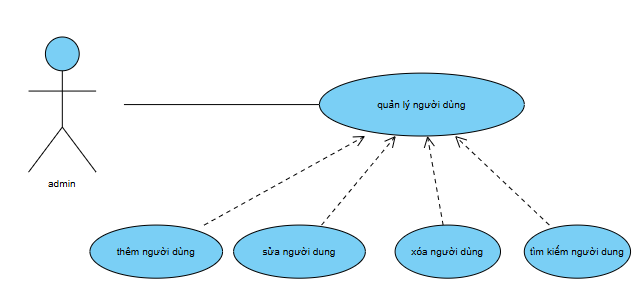 quản lý người dùng
admin
thêm người dùng
sửa người dung
xóa người dùng
tìm kiếm người dung